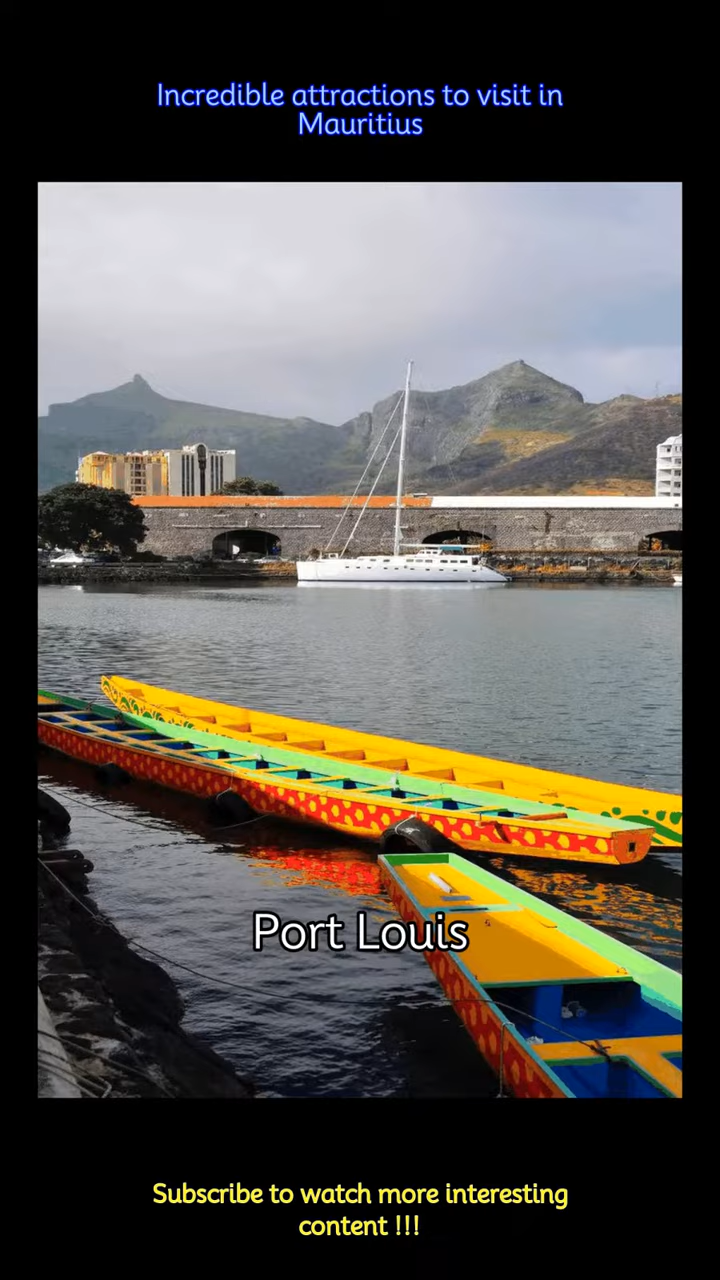 Incredible attractions to visit in
Mauritius
Port Louis
Subscribe to watch more interesting
content !!!